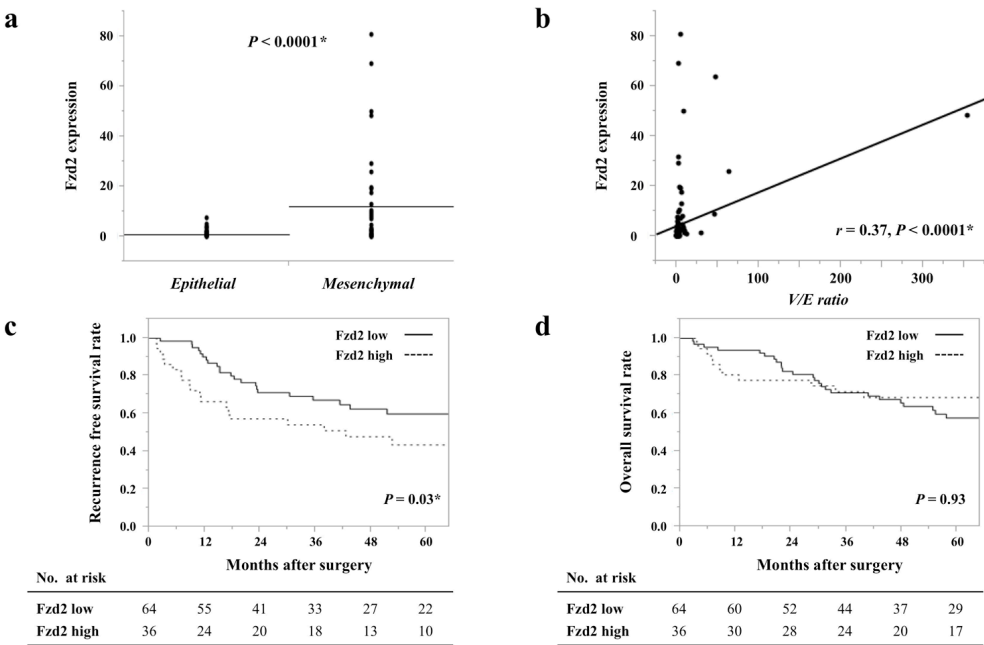 a
P < 0.0001*
Fzd2 expression
80
60
40
20
0
Epithelial
Mesenchymal
b
Fzd2 expression
80
60
40
20
0
r = 0.37, P < 0.0001*
0
100
200
300
V/E ratio
c
Recurrence free survival rate
1.0
0.8
0.6
0.4
0.2
0.0
Fzd2 low
Fzd2 high
P = 0.03*
0 12 24 36 48 60
Months after surgery
No. at risk
Fzd2 low 64 55 41 33 27 22
Fzd2 high 36 24 20 18 13 10
d
Overall survival rate
1.0
0.8
0.6
0.4
0.2
0.0
Fzd2 low
Fzd2 high
P = 0.93
0 12 24 36 48 60
Months after surgery
No. at risk
Fzd2 low 64 60 52 44 37 29
Fzd2 high 36 30 28 24 20 17